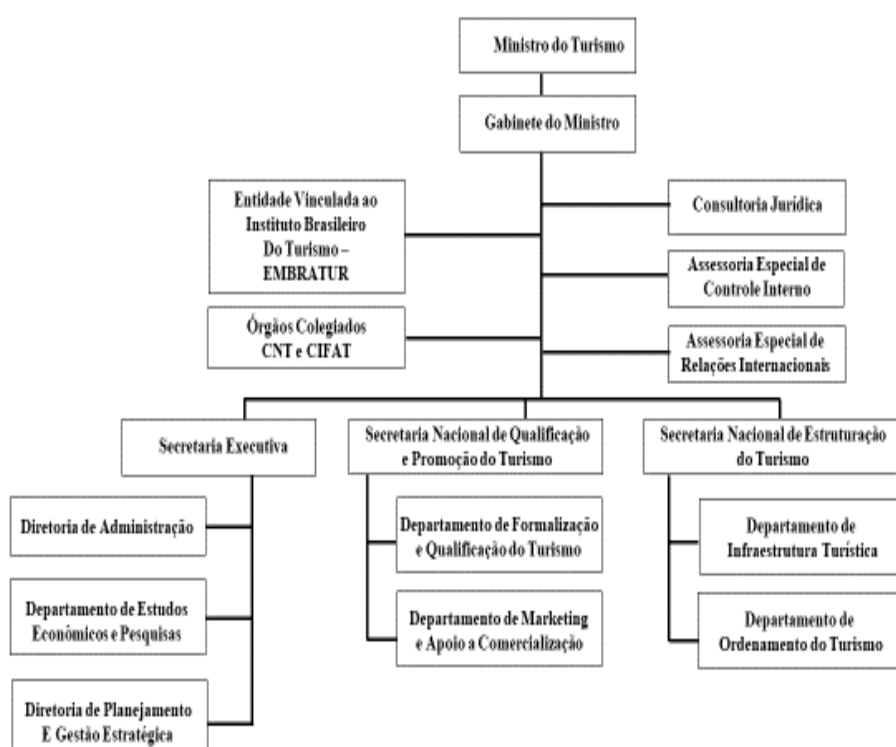 Ministro do Turismo
Gabinete do Ministro
Entidade Vinculada ao
Instituto Brasileiro
Do Turismo –
EMBRATUR
Consultoria Jurídica
Assessoria Especial de
Controle Interno
Órgãos Colegiados
CNT e CIFAT
Assessoria Especial de
Relações Internacionais
Secretaria Executiva
Secretaria Nacional de Qualificação
e Promoção do Turismo
Secretaria Nacional de Estruturação
do Turismo
Diretoria de Administração
Departamento de Formalização
e Qualificação do Turismo
Departamento de
Infraestrutura Turística
Departamento de Estudos
Econômicos e Pesquisas
Departamento de Marketing
e Apoio a Comercialização
Departamento de
Ordenamento do Turismo
Diretoria de Planejamento
E Gestão Estratégica